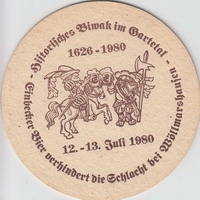 - Historisches Biwak im Gartetal -
1626 - 1980
12. - 13. Juli 1980
Einbecker Bier verhindert die Schlacht bei Wöllmarshausen